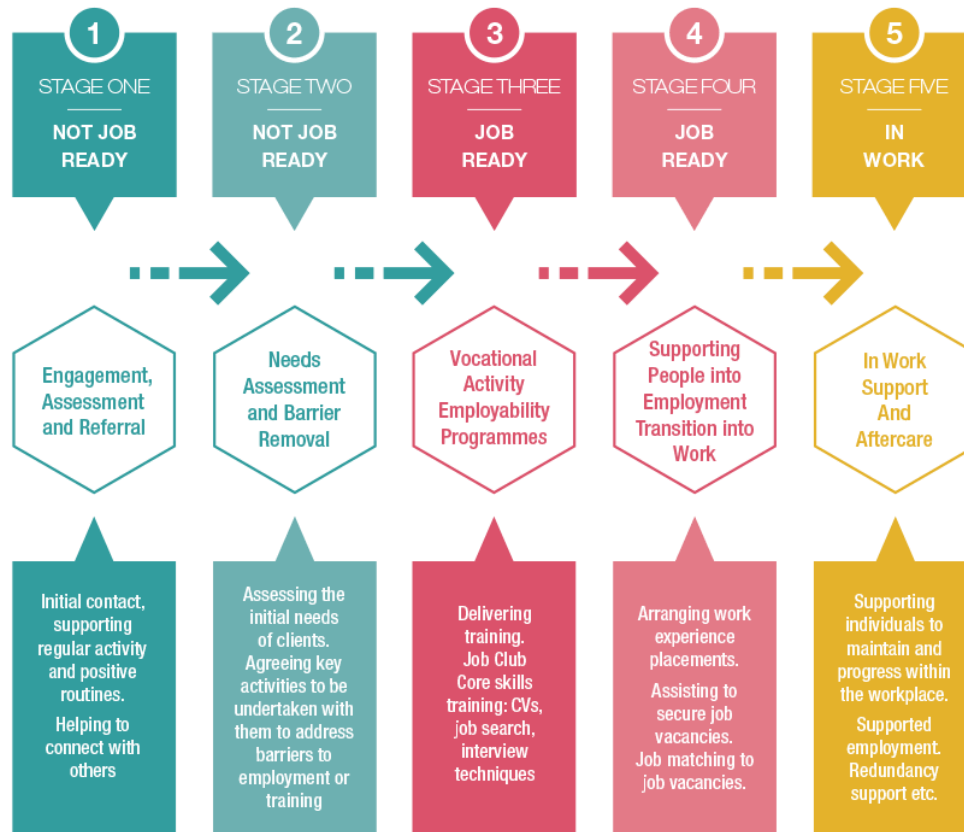 1
STAGE ONE
NOT JOB
READY
2
STAGE TWO
NOT JOB
READY
3
STAGE THREE
JOB
READY
4
STAGE FOUR
JOB
READY
5
STAGE FIVE
IN
WORK
Engagement,
Assessment
and Referral
Needs
Assessment
and Barrier
Removal
Vocational
Activity
Employability
Programmes
Supporting
People into
Employment
Transition into
Work
In Work
Support
And
Aftercare
Initial contact,
supporting
regular activity
and positive
routines.
Helping to
connect with
others
Assessing the
initial needs
of clients.
Agreeing key
activities to be
undertaken with
them to address
barriers to
employment or
training
Delivering
training.
Job Club
Core skills
training: CVs,
job search,
interview
techniques
Arranging work
experience
placements.
Assisting to
secure job
vacancies.
Job matching to
job vacancies.
Supporting
individuals to
maintain and
progress within
the workplace.
Supported
employment.
Redundancy
support etc.